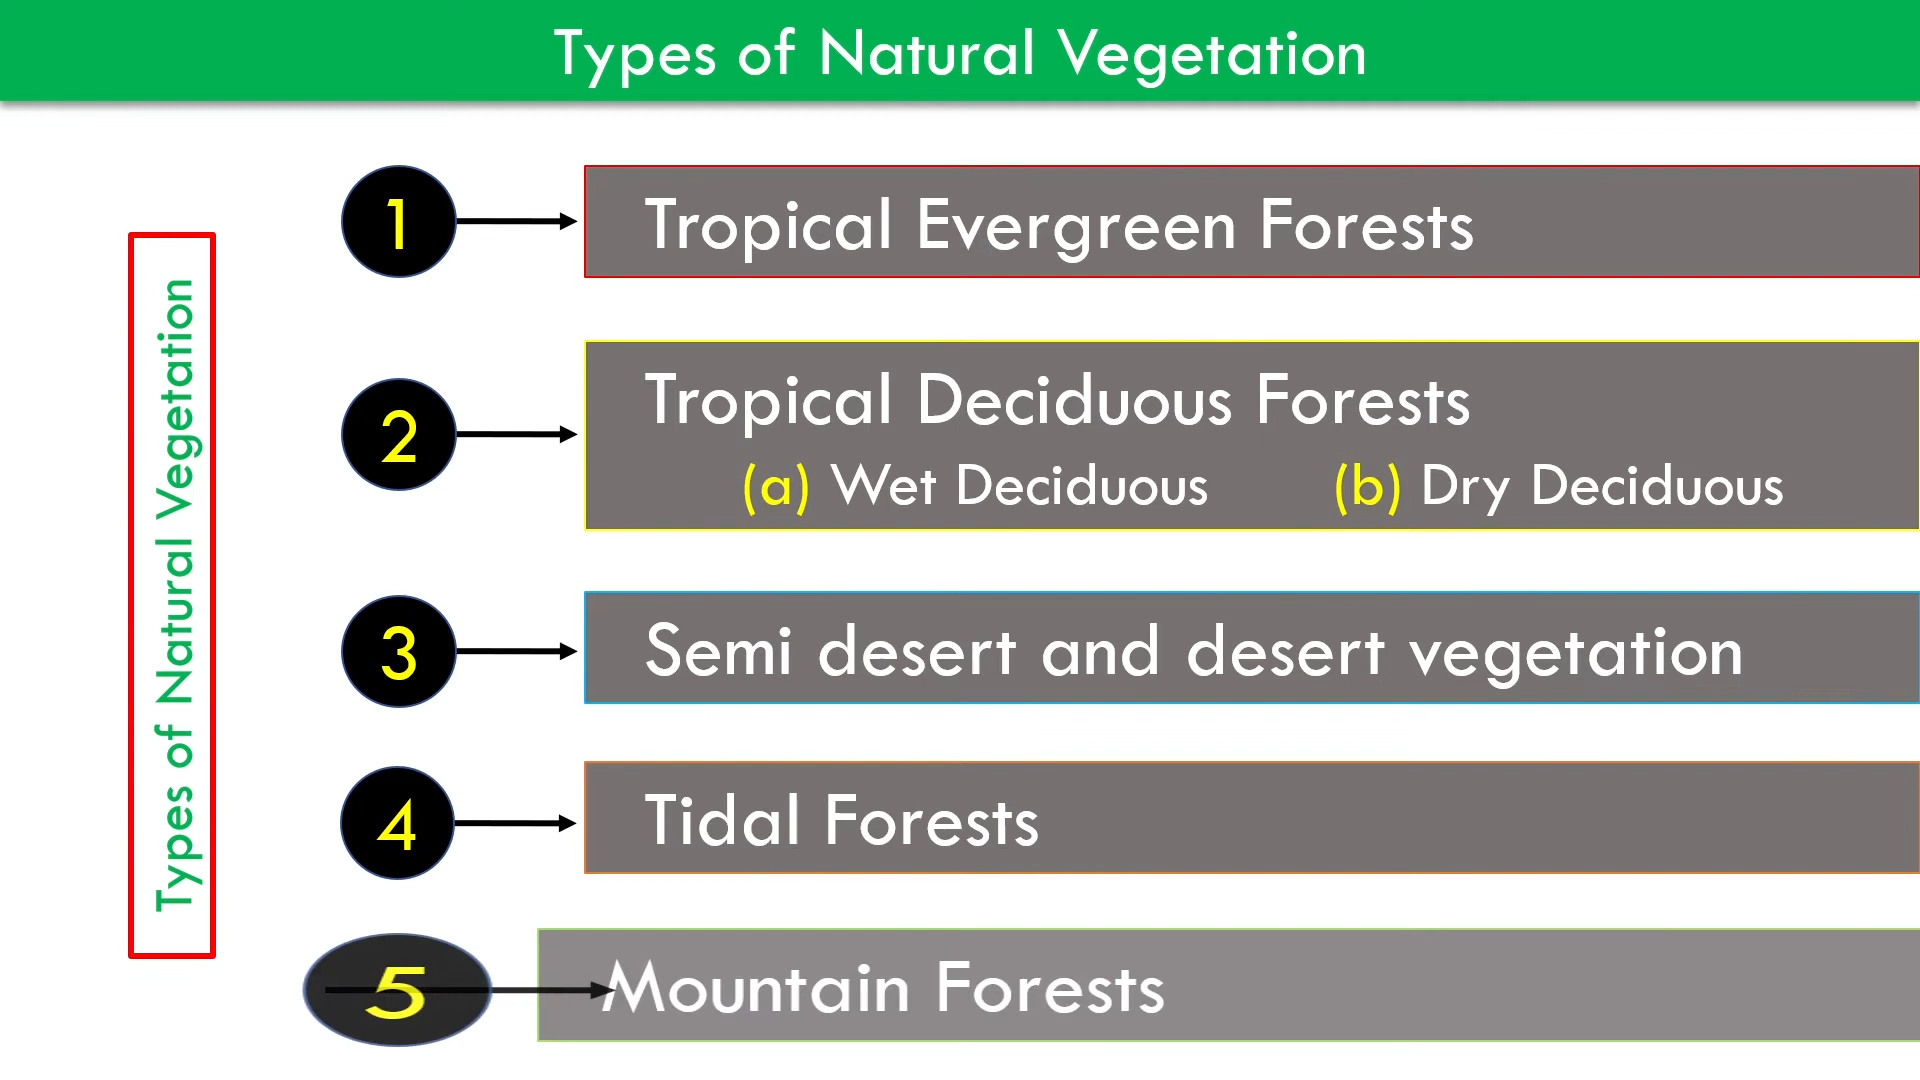 Types of Natural Vegetation
Types of Natural Vegetation
1
Tropical Evergreen Forests
2
Tropical Deciduous Forests
(a) Wet Deciduous (b) Dry Deciduous
3
Semi desert and desert vegetation
4
Tidal Forests
5
Mountain Forests